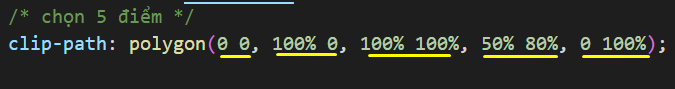 /* chọn 5 điểm */
clip-path: polygon(0 0, 100% 0, 100% 100%, 50% 80%, 0 100%);